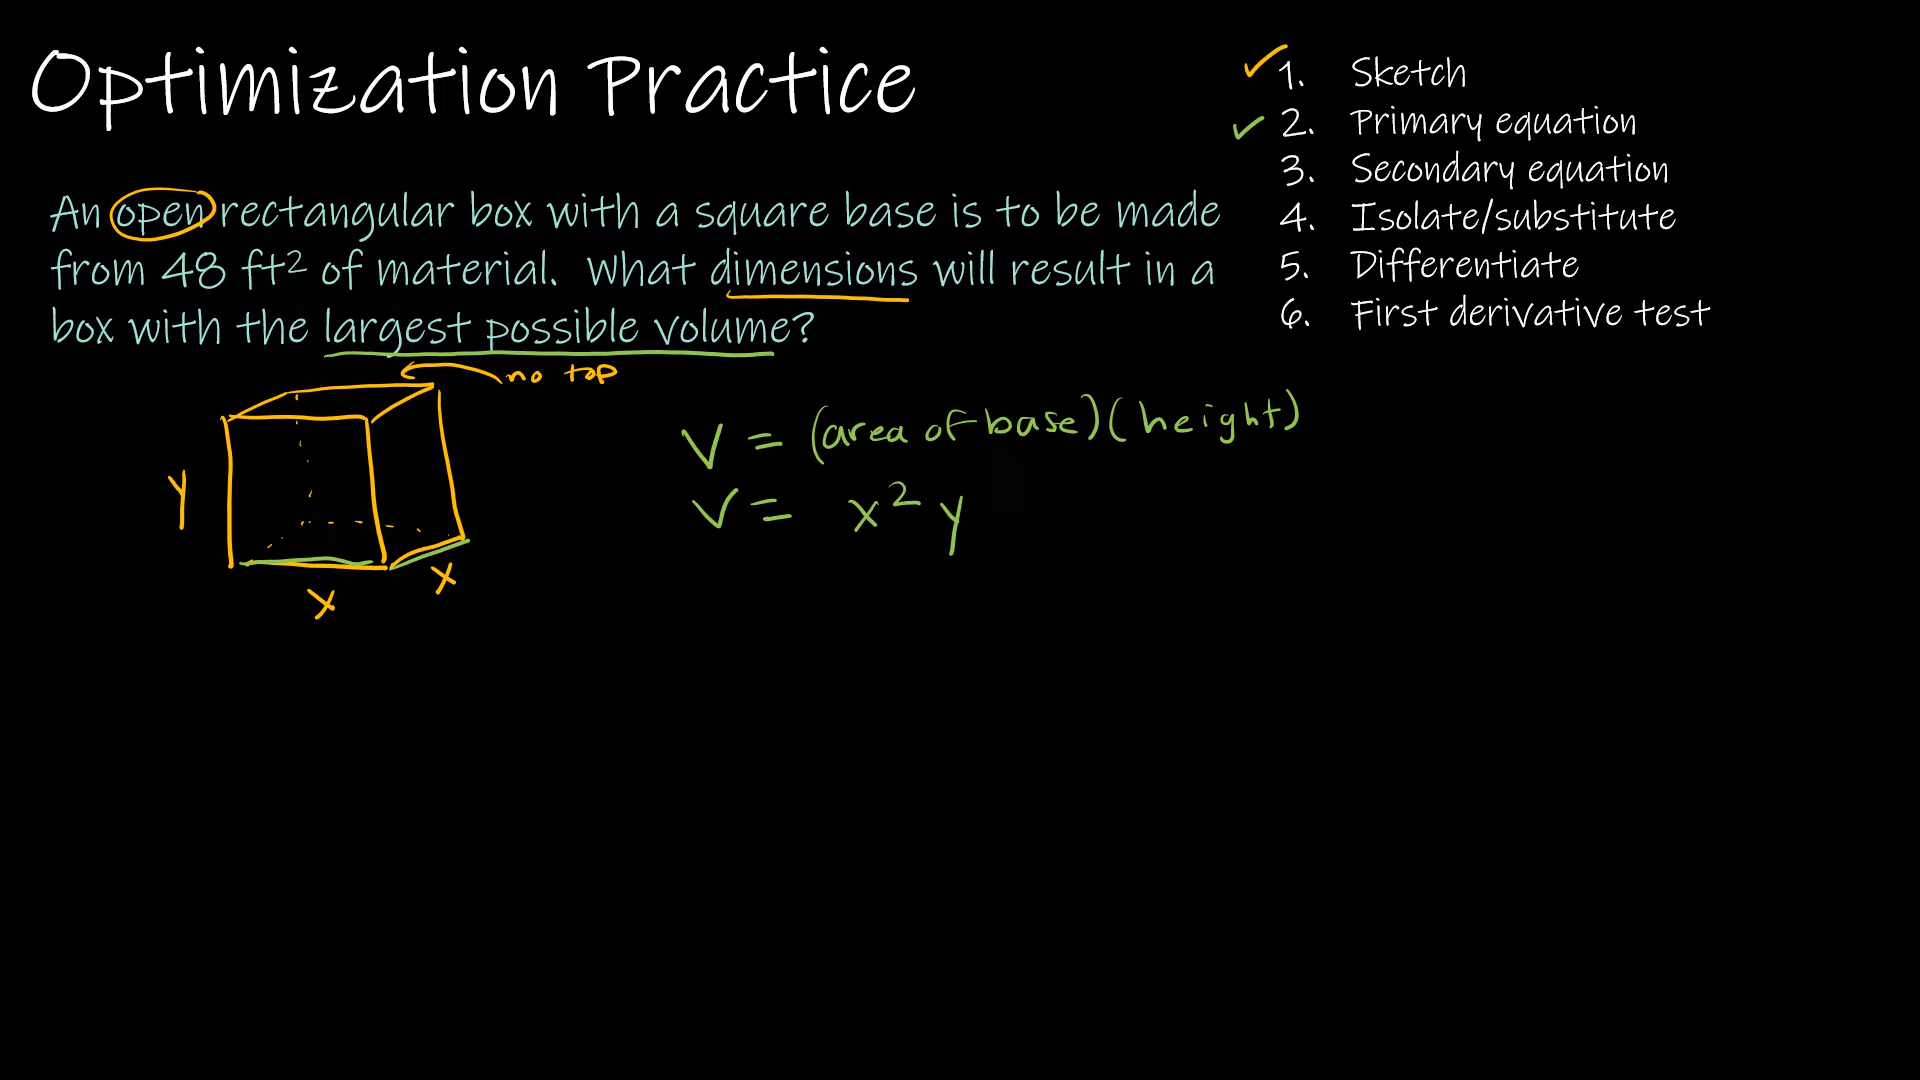 Optimization Practice
1. Sketch
2. Primary equation
3. Secondary equation
4. Isolate/substitute
5. Differentiate
6. First derivative test
An open rectangular box with a square base is to be made
from 48 ft² of material. What dimensions will result in a
box with the largest possible volume?
no top
y
x
x
V = (area of base)(height)
V = x² y